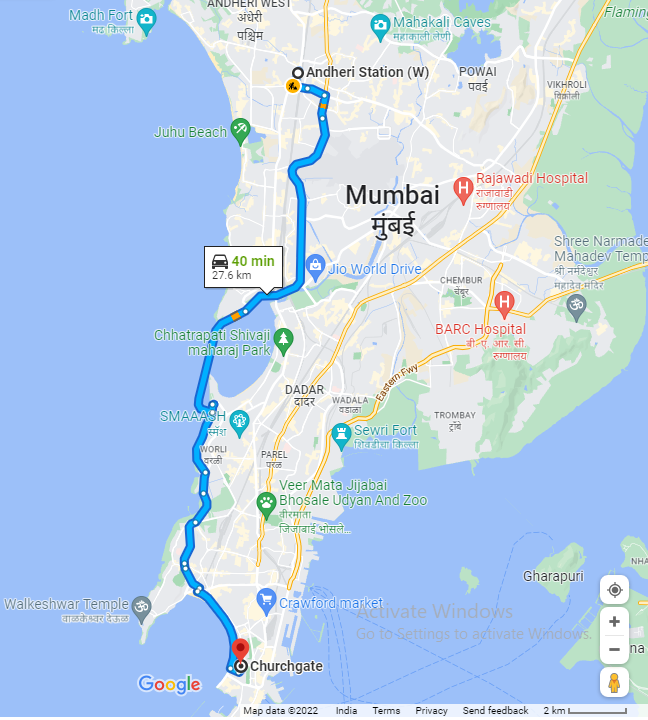 ANDHERI WEST
अंधेरी
पश्चिम
Madh Fort
मढ किल्ला
Mahakali Caves
महाकाली लेणी
Flaming
Andheri Station (W)
POWAI
पवई
VIKHROLI
विक्रोली
Juhu Beach
Rajawadi Hospital
राजावाडी
रुग्णालय
Mumbai
मुंबई
Shree Narmade
Mahadev Temp
श्री नर्मदेश्वर
महादेव मंदिर
40 min
27.6 km
Jio World Drive
CHEMBUR
चेंबूर
BARC Hospital
बी. ए. आर. सी.
रुग्णालय
Chhatrapati Shivaji
maharaj Park
Eastern Fwy
DADAR
दादर
WADALA
वडाळा
TROMBAY
ट्रॉंबे
SMAAASH
स्मॅश
Sewri Fort
शिवडीचा किल्ला
WORLI
वरळी
PAREL
परळ
Veer Mata Jijabai
Bhosale Udyan And Zoo
वीरमाता
जिजाबाई भोसले...
Gharapuri
NHA
Walkeshwar Temple
वाळकेश्वर देऊळ
Crawford market
Activate Windows
Go to Settings to activate Windows.
na
Churchgate
Google
Map data ©2022 India Terms Privacy Send feedback 2 km